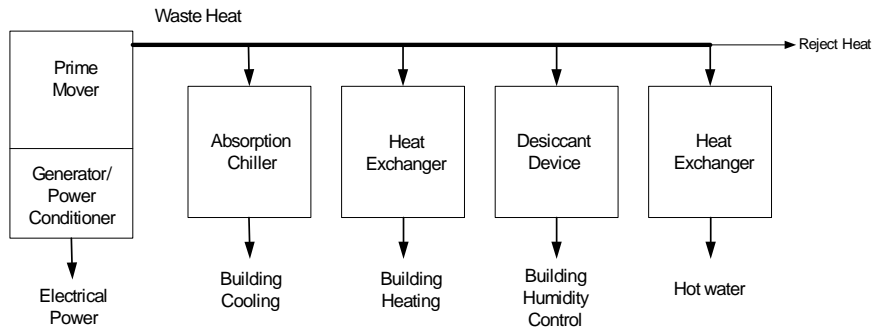 Waste Heat
Reject Heat
Prime
Mover
Generator/
Power
Conditioner
Absorption
Chiller
Heat
Exchanger
Desiccant
Device
Heat
Exchanger
Electrical
Power
Building
Cooling
Building
Heating
Building
Humidity
Control
Hot water